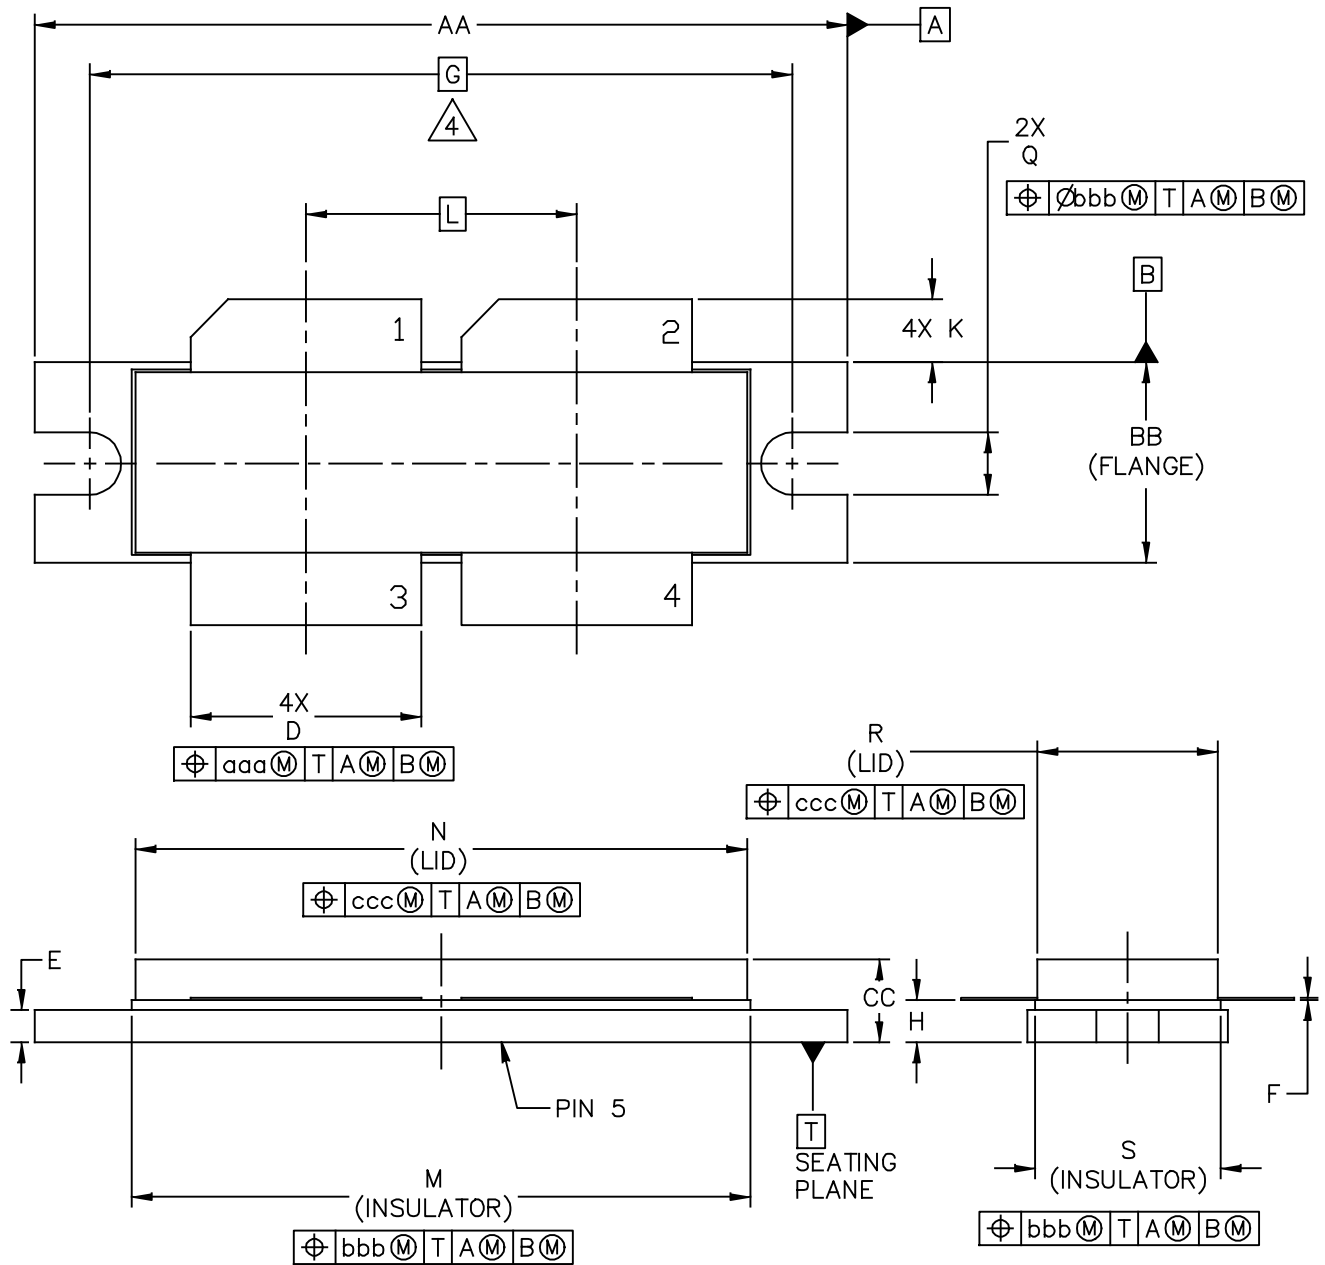 AA
A
G
4
2X
Q
⌖ Øbbb Ⓜ T A Ⓜ B Ⓜ
L
B
1
2
4X K
BB
(FLANGE)
3
4
4X
D
⌖ aaa Ⓜ T A Ⓜ B Ⓜ
R
(LID)
⌖ ccc Ⓜ T A Ⓜ B Ⓜ
N
(LID)
⌖ ccc Ⓜ T A Ⓜ B Ⓜ
E
CC
H
F
PIN 5
T
SEATING
PLANE
M
(INSULATOR)
⌖ bbb Ⓜ T A Ⓜ B Ⓜ
S
(INSULATOR)
⌖ bbb Ⓜ T A Ⓜ B Ⓜ